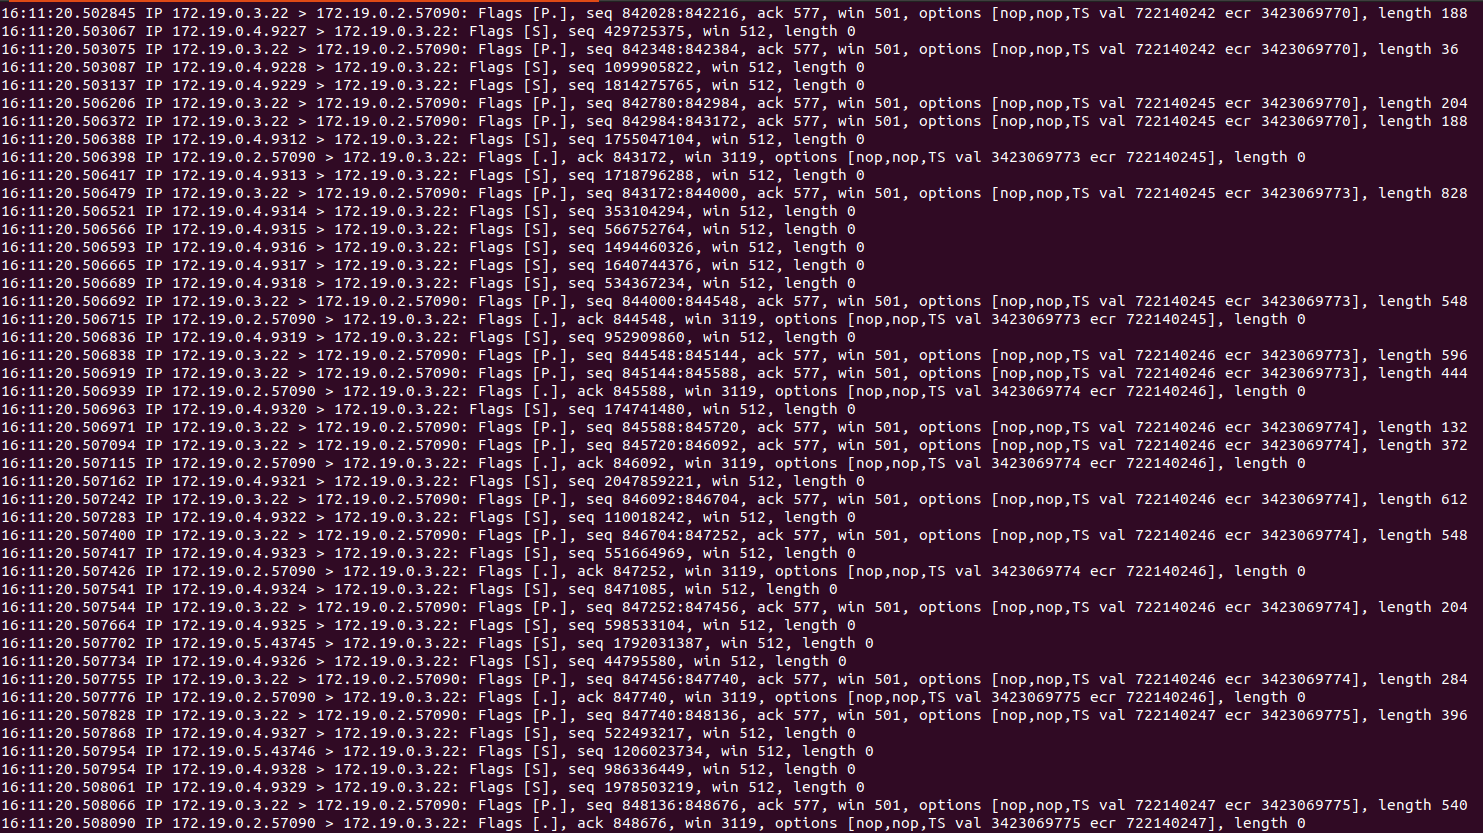 16:11:20.502845 IP 172.19.0.3.22 > 172.19.0.2.57090: Flags [P.], seq 842028:842216, ack 577, win 501, options [nop,nop,TS val 722140242 ecr 3423069770], length 188
16:11:20.503067 IP 172.19.0.4.9227 > 172.19.0.3.22: Flags [S], seq 429725375, win 512, length 0
16:11:20.503075 IP 172.19.0.3.22 > 172.19.0.2.57090: Flags [P.], seq 842348:842384, ack 577, win 501, options [nop,nop,TS val 722140242 ecr 3423069770], length 36
16:11:20.503087 IP 172.19.0.4.9228 > 172.19.0.3.22: Flags [S], seq 1099905822, win 512, length 0
16:11:20.503137 IP 172.19.0.4.9229 > 172.19.0.3.22: Flags [S], seq 1814275765, win 512, length 0
16:11:20.506206 IP 172.19.0.3.22 > 172.19.0.2.57090: Flags [P.], seq 842780:842984, ack 577, win 501, options [nop,nop,TS val 722140245 ecr 3423069770], length 204
16:11:20.506372 IP 172.19.0.3.22 > 172.19.0.2.57090: Flags [P.], seq 842984:843172, ack 577, win 501, options [nop,nop,TS val 722140245 ecr 3423069770], length 188
16:11:20.506388 IP 172.19.0.4.9312 > 172.19.0.3.22: Flags [S], seq 1755047104, win 512, length 0
16:11:20.506398 IP 172.19.0.2.57090 > 172.19.0.3.22: Flags [.], ack 843172, win 3119, options [nop,nop,TS val 3423069773 ecr 722140245], length 0
16:11:20.506417 IP 172.19.0.4.9313 > 172.19.0.3.22: Flags [S], seq 1718796288, win 512, length 0
16:11:20.506479 IP 172.19.0.3.22 > 172.19.0.2.57090: Flags [P.], seq 843172:844000, ack 577, win 501, options [nop,nop,TS val 722140245 ecr 3423069773], length 828
16:11:20.506521 IP 172.19.0.4.9314 > 172.19.0.3.22: Flags [S], seq 353104294, win 512, length 0
16:11:20.506566 IP 172.19.0.4.9315 > 172.19.0.3.22: Flags [S], seq 566752764, win 512, length 0
16:11:20.506593 IP 172.19.0.4.9316 > 172.19.0.3.22: Flags [S], seq 1494460326, win 512, length 0
16:11:20.506665 IP 172.19.0.4.9317 > 172.19.0.3.22: Flags [S], seq 1640744376, win 512, length 0
16:11:20.506689 IP 172.19.0.4.9318 > 172.19.0.3.22: Flags [S], seq 534367234, win 512, length 0
16:11:20.506692 IP 172.19.0.3.22 > 172.19.0.2.57090: Flags [P.], seq 844000:844548, ack 577, win 501, options [nop,nop,TS val 722140245 ecr 3423069773], length 548
16:11:20.506715 IP 172.19.0.2.57090 > 172.19.0.3.22: Flags [.], ack 844548, win 3119, options [nop,nop,TS val 3423069773 ecr 722140245], length 0
16:11:20.506836 IP 172.19.0.4.9319 > 172.19.0.3.22: Flags [S], seq 952909860, win 512, length 0
16:11:20.506838 IP 172.19.0.3.22 > 172.19.0.2.57090: Flags [P.], seq 844548:845144, ack 577, win 501, options [nop,nop,TS val 722140246 ecr 3423069773], length 596
16:11:20.506919 IP 172.19.0.3.22 > 172.19.0.2.57090: Flags [P.], seq 845144:845588, ack 577, win 501, options [nop,nop,TS val 722140246 ecr 3423069773], length 444
16:11:20.506939 IP 172.19.0.2.57090 > 172.19.0.3.22: Flags [.], ack 845588, win 3119, options [nop,nop,TS val 3423069774 ecr 722140246], length 0
16:11:20.506963 IP 172.19.0.4.9320 > 172.19.0.3.22: Flags [S], seq 174741480, win 512, length 0
16:11:20.506971 IP 172.19.0.3.22 > 172.19.0.2.57090: Flags [P.], seq 845588:845720, ack 577, win 501, options [nop,nop,TS val 722140246 ecr 3423069774], length 132
16:11:20.507094 IP 172.19.0.3.22 > 172.19.0.2.57090: Flags [P.], seq 845720:846092, ack 577, win 501, options [nop,nop,TS val 722140246 ecr 3423069774], length 372
16:11:20.507115 IP 172.19.0.2.57090 > 172.19.0.3.22: Flags [.], ack 846092, win 3119, options [nop,nop,TS val 3423069774 ecr 722140246], length 0
16:11:20.507162 IP 172.19.0.4.9321 > 172.19.0.3.22: Flags [S], seq 2047859221, win 512, length 0
16:11:20.507242 IP 172.19.0.3.22 > 172.19.0.2.57090: Flags [P.], seq 846092:846704, ack 577, win 501, options [nop,nop,TS val 722140246 ecr 3423069774], length 612
16:11:20.507283 IP 172.19.0.4.9322 > 172.19.0.3.22: Flags [S], seq 110018242, win 512, length 0
16:11:20.507400 IP 172.19.0.3.22 > 172.19.0.2.57090: Flags [P.], seq 846704:847252, ack 577, win 501, options [nop,nop,TS val 722140246 ecr 3423069774], length 548
16:11:20.507417 IP 172.19.0.4.9323 > 172.19.0.3.22: Flags [S], seq 551664969, win 512, length 0
16:11:20.507426 IP 172.19.0.2.57090 > 172.19.0.3.22: Flags [.], ack 847252, win 3119, options [nop,nop,TS val 3423069774 ecr 722140246], length 0
16:11:20.507541 IP 172.19.0.4.9324 > 172.19.0.3.22: Flags [S], seq 8471085, win 512, length 0
16:11:20.507544 IP 172.19.0.3.22 > 172.19.0.2.57090: Flags [P.], seq 847252:847456, ack 577, win 501, options [nop,nop,TS val 722140246 ecr 3423069774], length 204
16:11:20.507664 IP 172.19.0.4.9325 > 172.19.0.3.22: Flags [S], seq 598533104, win 512, length 0
16:11:20.507702 IP 172.19.0.5.43745 > 172.19.0.3.22: Flags [S], seq 1792031387, win 512, length 0
16:11:20.507734 IP 172.19.0.4.9326 > 172.19.0.3.22: Flags [S], seq 44795580, win 512, length 0
16:11:20.507755 IP 172.19.0.3.22 > 172.19.0.2.57090: Flags [P.], seq 847456:847740, ack 577, win 501, options [nop,nop,TS val 722140246 ecr 3423069774], length 284
16:11:20.507776 IP 172.19.0.2.57090 > 172.19.0.3.22: Flags [.], ack 847740, win 3119, options [nop,nop,TS val 3423069775 ecr 722140246], length 0
16:11:20.507828 IP 172.19.0.3.22 > 172.19.0.2.57090: Flags [P.], seq 847740:848136, ack 577, win 501, options [nop,nop,TS val 722140247 ecr 3423069775], length 396
16:11:20.507868 IP 172.19.0.4.9327 > 172.19.0.3.22: Flags [S], seq 522493217, win 512, length 0
16:11:20.507954 IP 172.19.0.5.43746 > 172.19.0.3.22: Flags [S], seq 1206023734, win 512, length 0
16:11:20.507954 IP 172.19.0.4.9328 > 172.19.0.3.22: Flags [S], seq 986336449, win 512, length 0
16:11:20.508061 IP 172.19.0.4.9329 > 172.19.0.3.22: Flags [S], seq 1978503219, win 512, length 0
16:11:20.508066 IP 172.19.0.3.22 > 172.19.0.2.57090: Flags [P.], seq 848136:848676, ack 577, win 501, options [nop,nop,TS val 722140247 ecr 3423069775], length 540
16:11:20.508090 IP 172.19.0.2.57090 > 172.19.0.3.22: Flags [.], ack 848676, win 3119, options [nop,nop,TS val 3423069775 ecr 722140247], length 0